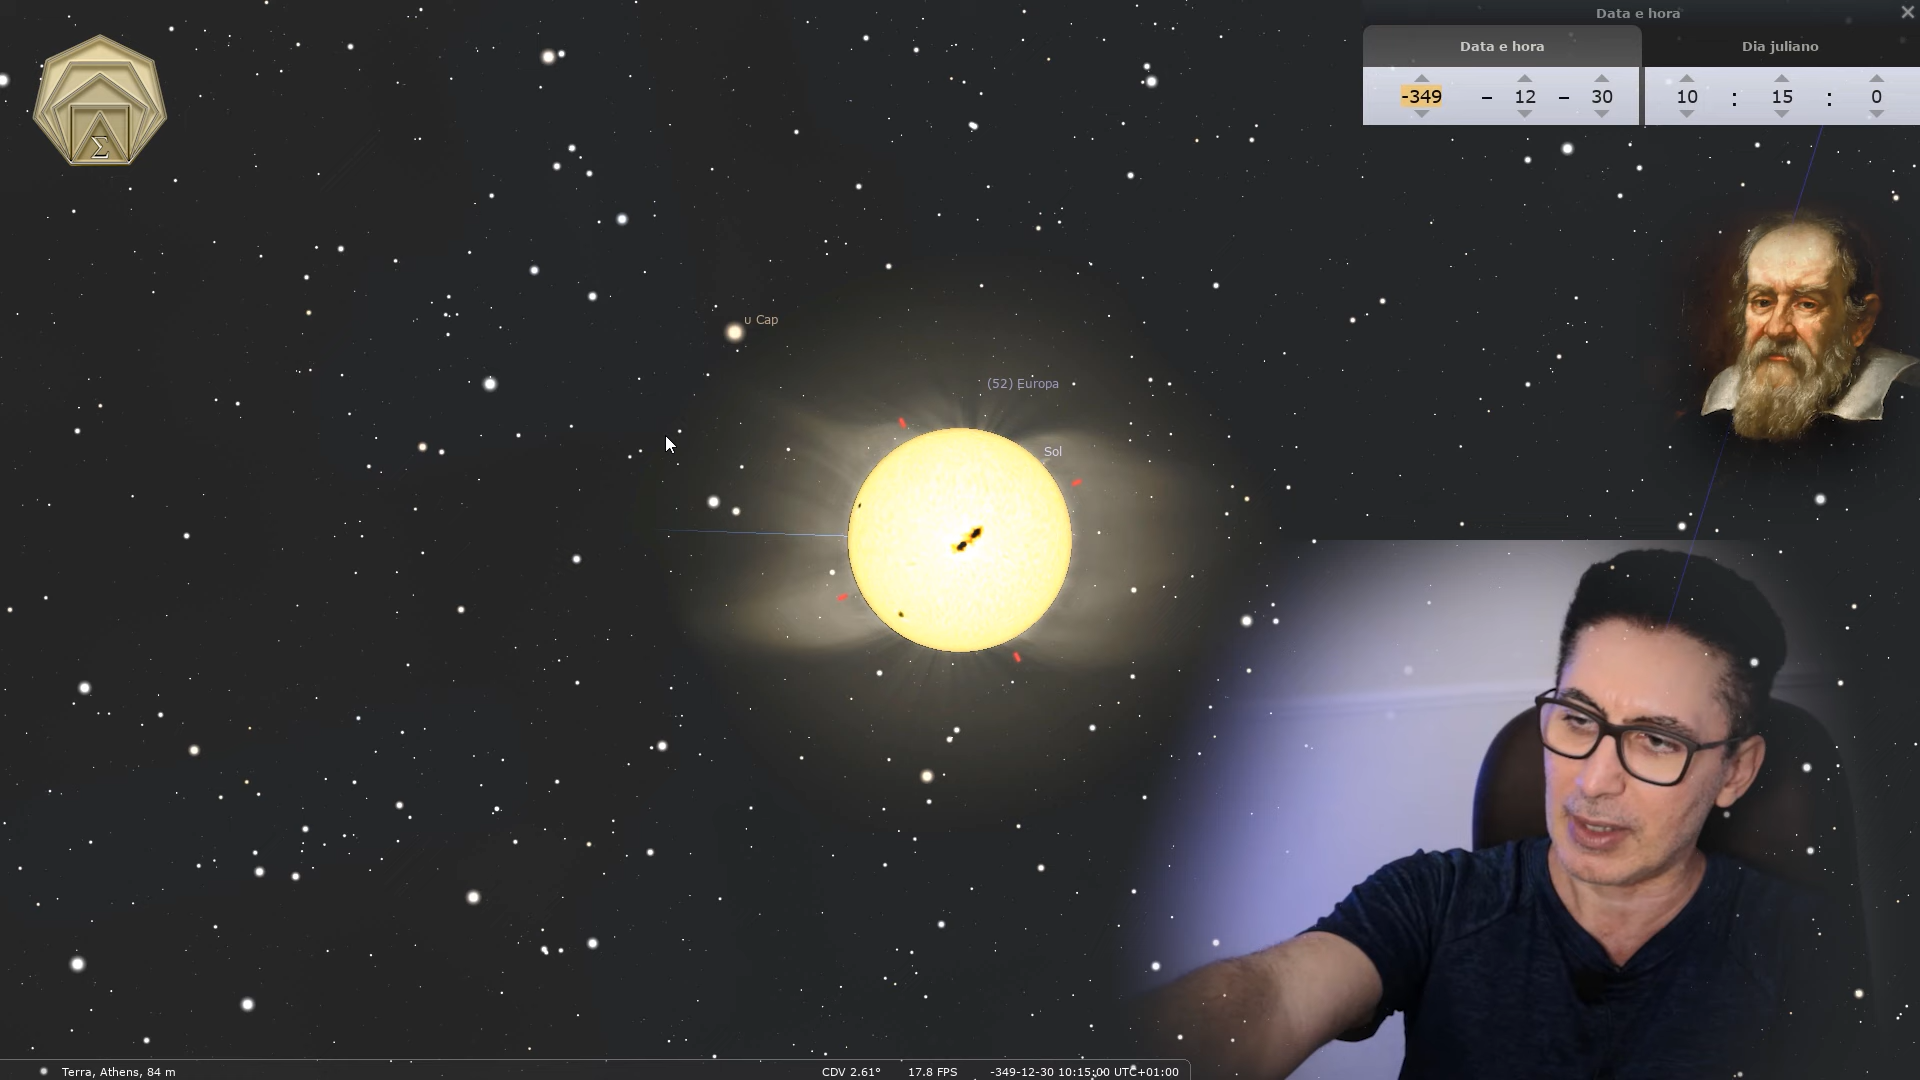 Data e hora
Data e hora
Dia juliano
-349 – 12 – 30
10 : 15 : 0
υ Cap
(52) Europa
Sol
Σ
Terra, Athens, 84 m
CDV 2.61°
17.8 FPS
-349-12-30 10:15:00 UTC+01:00